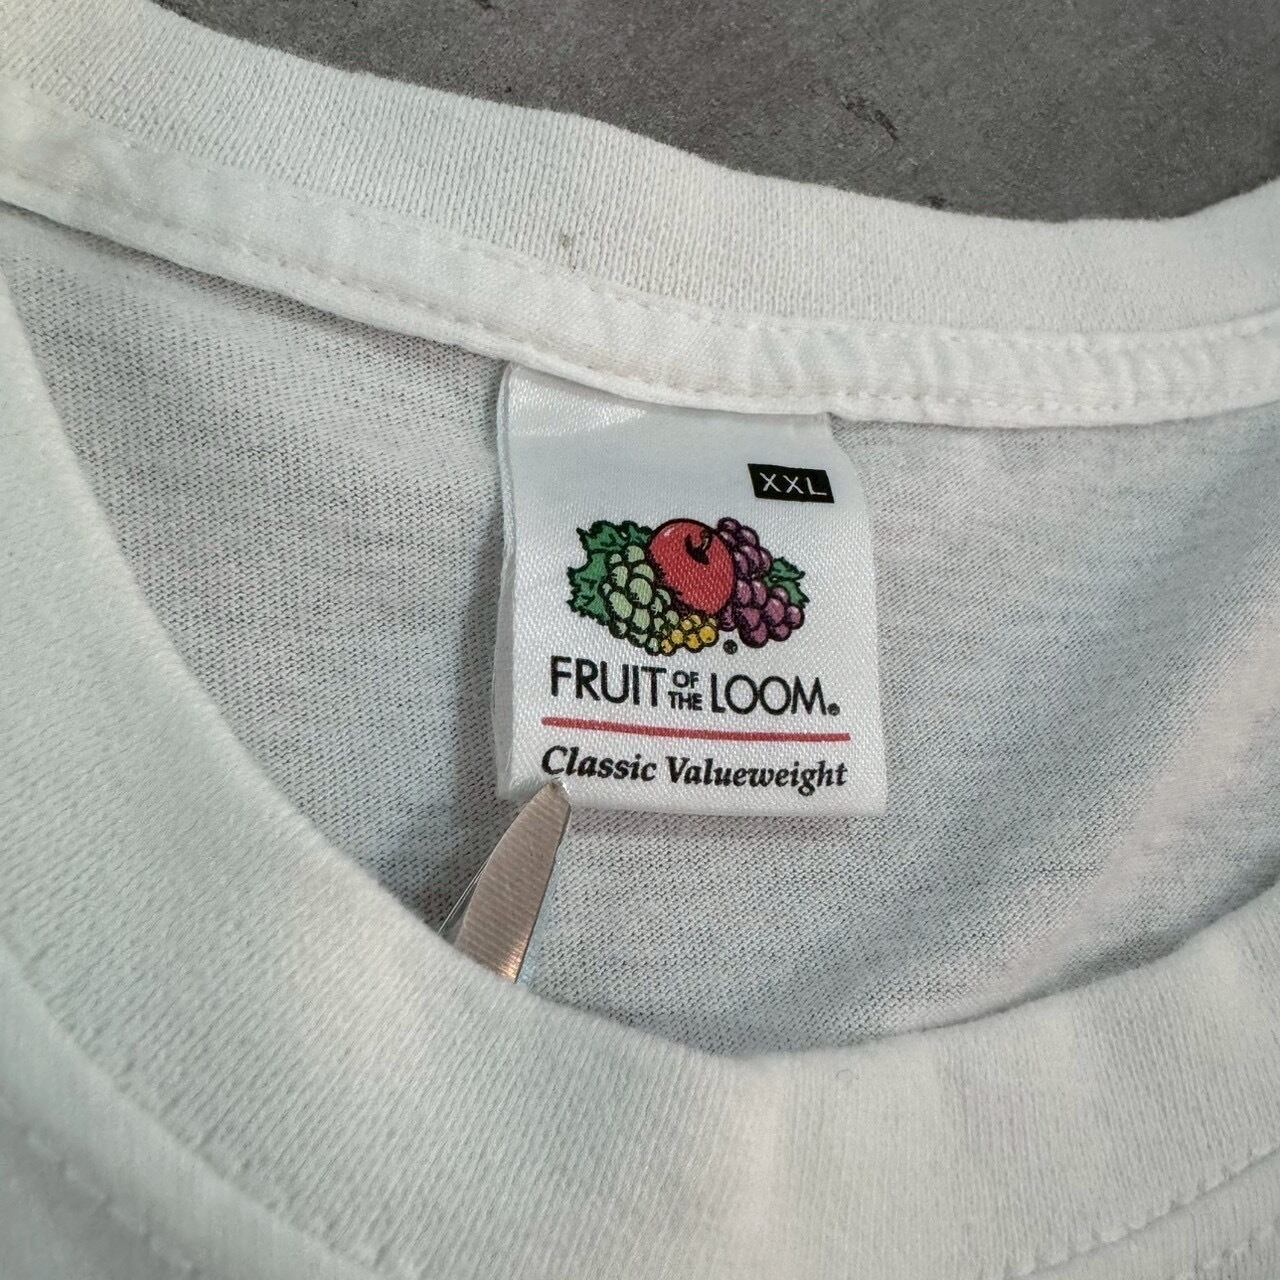 XXL
FRUIT OF THE LOOM®
Classic Valueweight